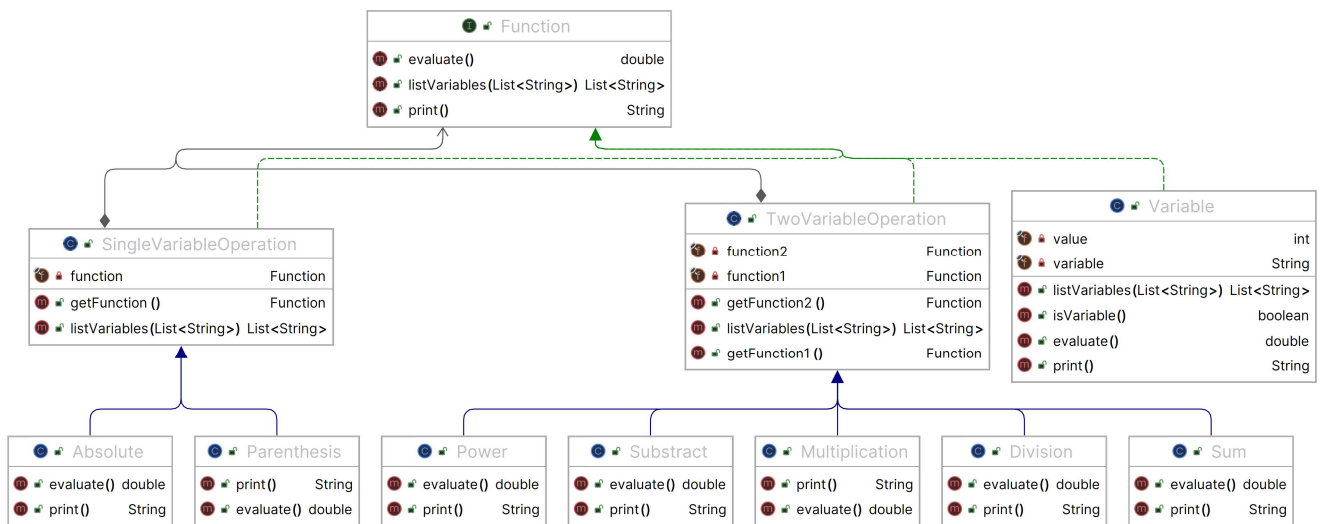 Function
evaluate() double
listVariables(List<String>) List<String>
print() String
SingleVariableOperation
function Function
getFunction () Function
listVariables(List<String>) List<String>
TwoVariableOperation
function2 Function
function1 Function
getFunction2 () Function
listVariables(List<String>) List<String>
getFunction1 () Function
Variable
value int
variable String
listVariables(List<String>) List<String>
isVariable() boolean
evaluate() double
print() String
Absolute
evaluate() double
print() String
Parenthesis
print() String
evaluate() double
Power
evaluate() double
print() String
Substract
evaluate() double
print() String
Multiplication
print() String
evaluate() double
Division
evaluate() double
print() String
Sum
evaluate() double
print() String